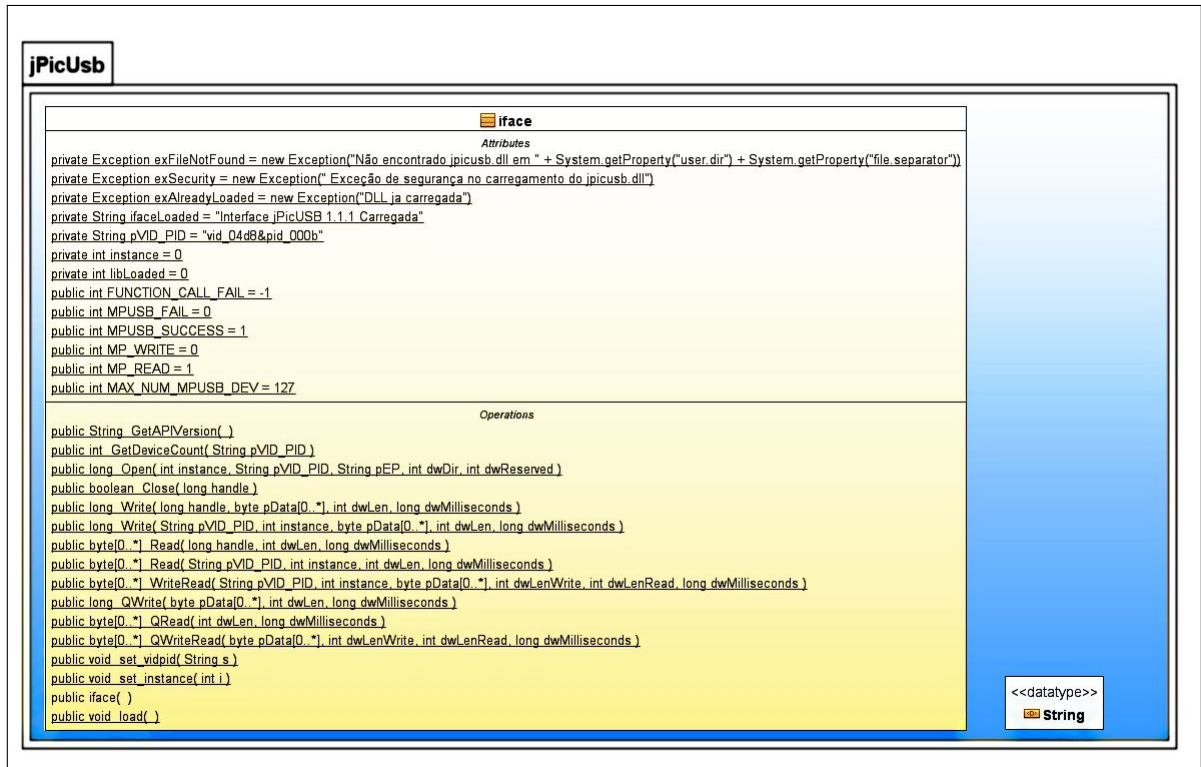 jPicUsb
iface
Attributes
private Exception exFileNotFound = new Exception("Não encontrado jpicusb.dll em " + System.getProperty("user.dir") + System.getProperty("file.separator"))
private Exception exSecurity = new Exception(" Exceção de segurança no carregamento do jpicusb.dll")
private Exception exAlreadyLoaded = new Exception("DLL ja carregada")
private String ifaceLoaded = "Interface jPicUSB 1.1.1 Carregada"
private String pVID_PID = "vid_04d8&pid_000b"
private int instance = 0
private int libLoaded = 0
public int FUNCTION_CALL_FAIL = -1
public int MPUSB_FAIL = 0
public int MPUSB_SUCCESS = 1
public int MP_WRITE = 0
public int MP_READ = 1
public int MAX_NUM_MPUSB_DEV = 127
Operations
public String GetAPIVersion( )
public int GetDeviceCount( String pVID_PID )
public long Open( int instance, String pVID_PID, String pEP, int dwDir, int dwReserved )
public boolean Close( long handle )
public long Write( long handle, byte pData[0..*], int dwLen, long dwMilliseconds )
public long Write( String pVID_PID, int instance, byte pData[0..*], int dwLen, long dwMilliseconds )
public byte[0..*] Read( long handle, int dwLen, long dwMilliseconds )
public byte[0..*] Read( String pVID_PID, int instance, int dwLen, long dwMilliseconds )
public byte[0..*] WriteRead( String pVID_PID, int instance, byte pData[0..*], int dwLenWrite, int dwLenRead, long dwMilliseconds )
public long QWrite( byte pData[0..*], int dwLen, long dwMilliseconds )
public byte[0..*] QRead( int dwLen, long dwMilliseconds )
public byte[0..*] QWriteRead( byte pData[0..*], int dwLenWrite, int dwLenRead, long dwMilliseconds )
public void set_vidpid( String s )
public void set_instance( int i )
public iface( )
public void load( )
<<datatype>>
String